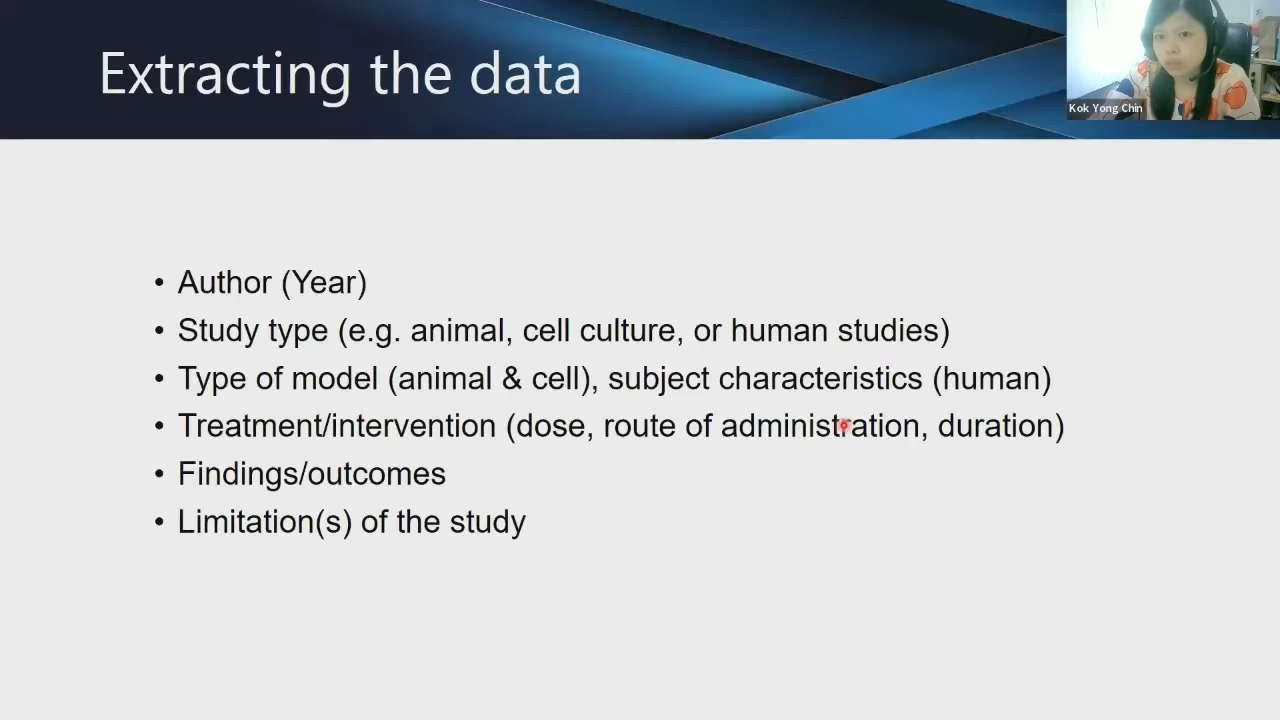 Extracting the data
Kok Yong Chin
• Author (Year)
• Study type (e.g. animal, cell culture, or human studies)
• Type of model (animal & cell), subject characteristics (human)
• Treatment/intervention (dose, route of administration, duration)
• Findings/outcomes
• Limitation(s) of the study